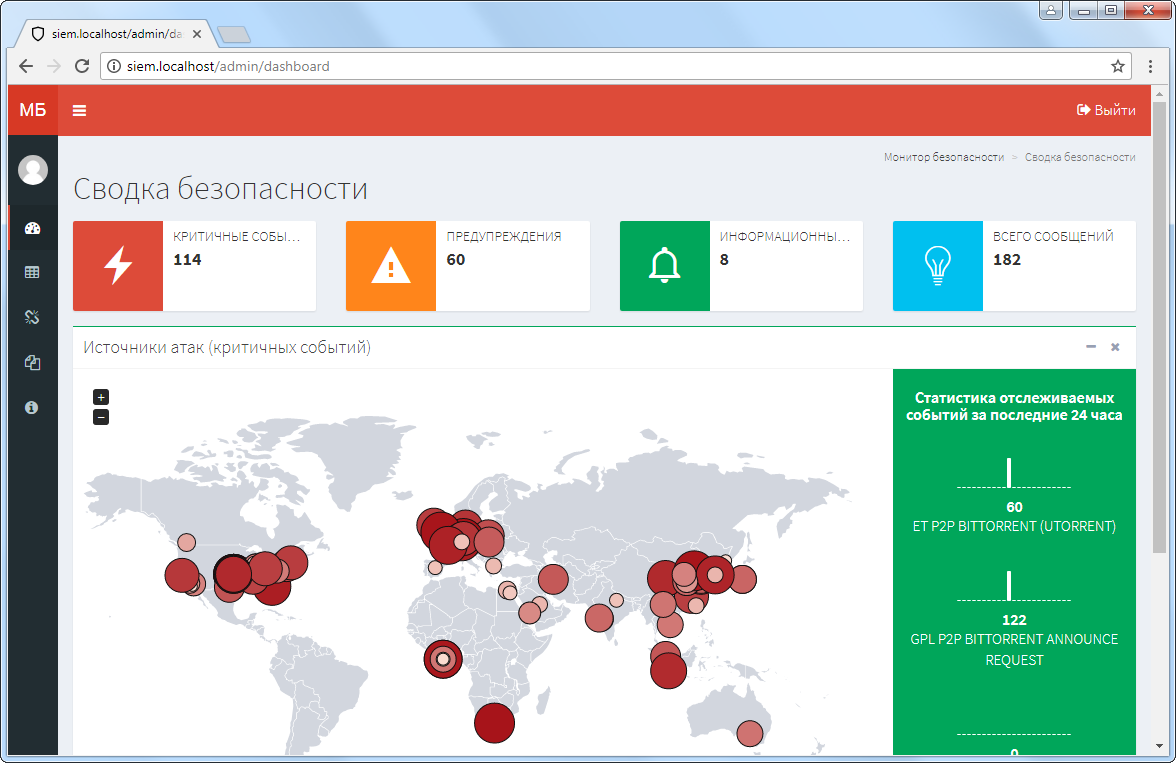 siem.localhost/admin/da
siem.localhost/admin/dashboard
МБ
Выйти
Монитор безопасности > Сводка безопасности
Сводка безопасности
КРИТИЧНЫЕ СОБЫ...
114
ПРЕДУПРЕЖДЕНИЯ
60
ИНФОРМАЦИОННЫ...
8
ВСЕГО СООБЩЕНИЙ
182
Источники атак (критичных событий)
+
−
Статистика отслеживаемых
событий за последние 24 часа
60
ET P2P BITTORRENT (UTORRENT)
122
GPL P2P BITTORRENT ANNOUNCE
REQUEST
0